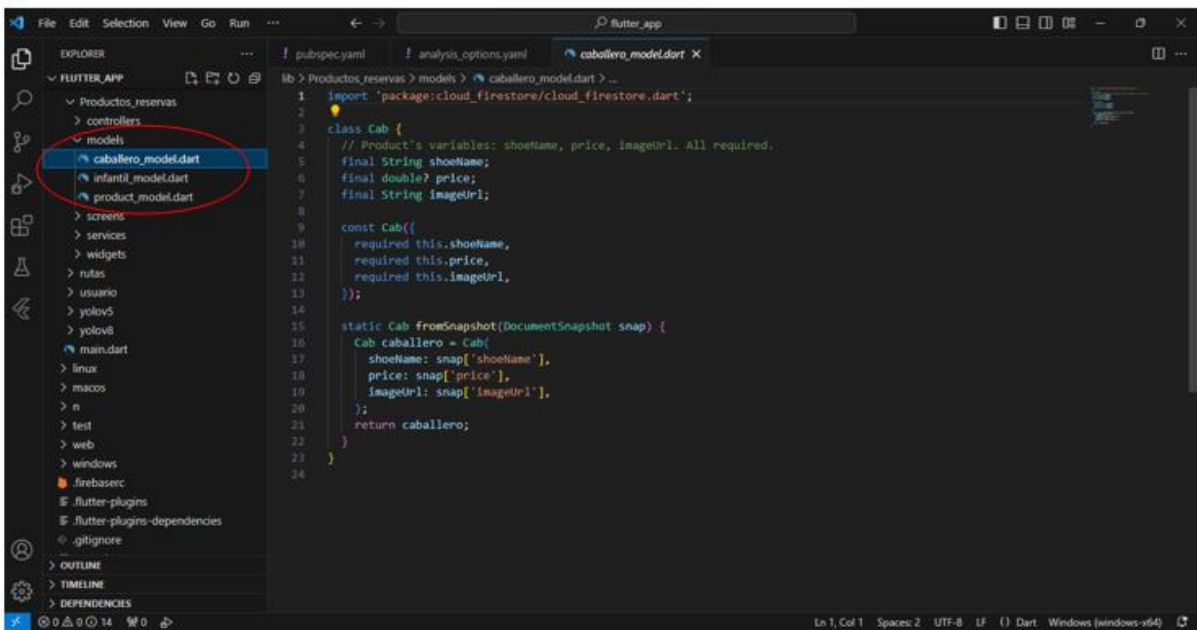 File Edit Selection View Go Run ··· flutter_app
EXPLORER ···
FLUTTER_APP
Productos_reservas
controllers
models
caballero_model.dart
infantil_model.dart
product_model.dart
screens
services
widgets
rutas
usuario
yolov5
yolov8
main.dart
linux
macos
n
test
web
windows
.firebaserc
.flutter-plugins
.flutter-plugins-dependencies
.gitignore
OUTLINE
TIMELINE
DEPENDENCIES
! pubspec.yaml ! analysis_options.yaml caballero_model.dart ×
lib > Productos_reservas > models > caballero_model.dart > ...
1 import 'package:cloud_firestore/cloud_firestore.dart';
2
3 class Cab {
4 // Product's variables: shoeName, price, imageUrl. All required.
5 final String shoeName;
6 final double? price;
7 final String imageUrl;
8
9 const Cab({
10 required this.shoeName,
11 required this.price,
12 required this.imageUrl,
13 });
14
15 static Cab fromSnapshot(DocumentSnapshot snap) {
16 Cab caballero = Cab(
17 shoeName: snap['shoeName'],
18 price: snap['price'],
19 imageUrl: snap['imageUrl'],
20 );
21 return caballero;
22 }
23 }
24
0 0 14 0 Ln 1, Col 1 Spaces: 2 UTF-8 LF {} Dart Windows (windows-x64)